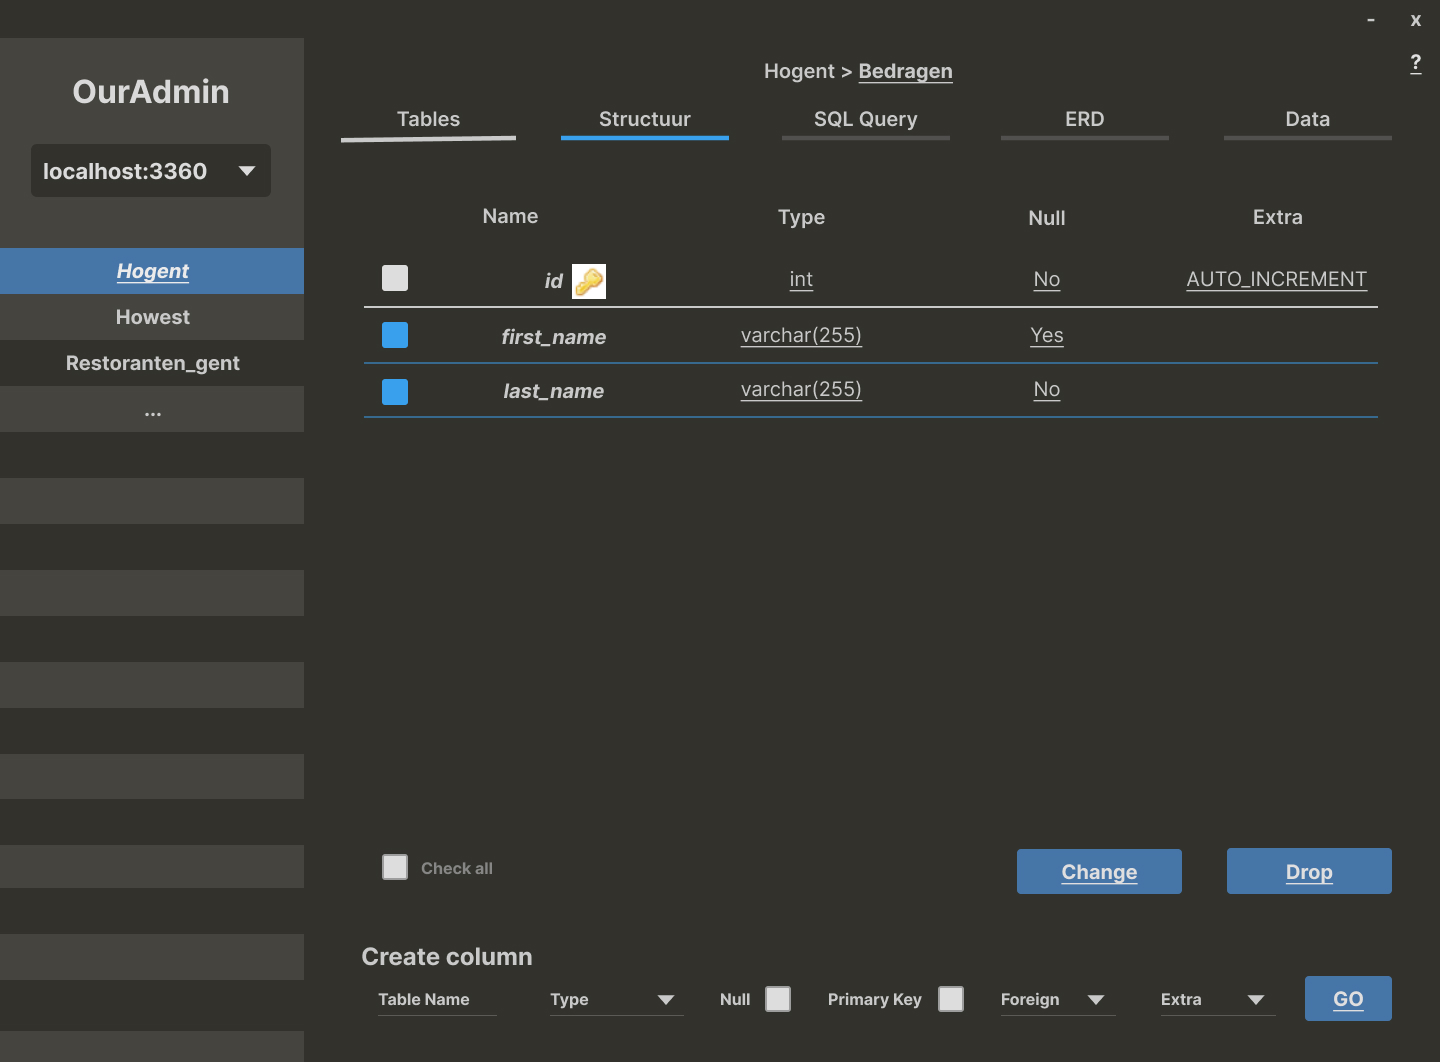 - x
OurAdmin
localhost:3360
Hogent
Howest
Restoranten_gent
...
?
Hogent > Bedragen
Tables Structuur SQL Query ERD Data
Name Type Null Extra
id int No AUTO_INCREMENT
first_name varchar(255) Yes
last_name varchar(255) No
Check all Change Drop
Create column
Table Name Type Null Primary Key Foreign Extra GO